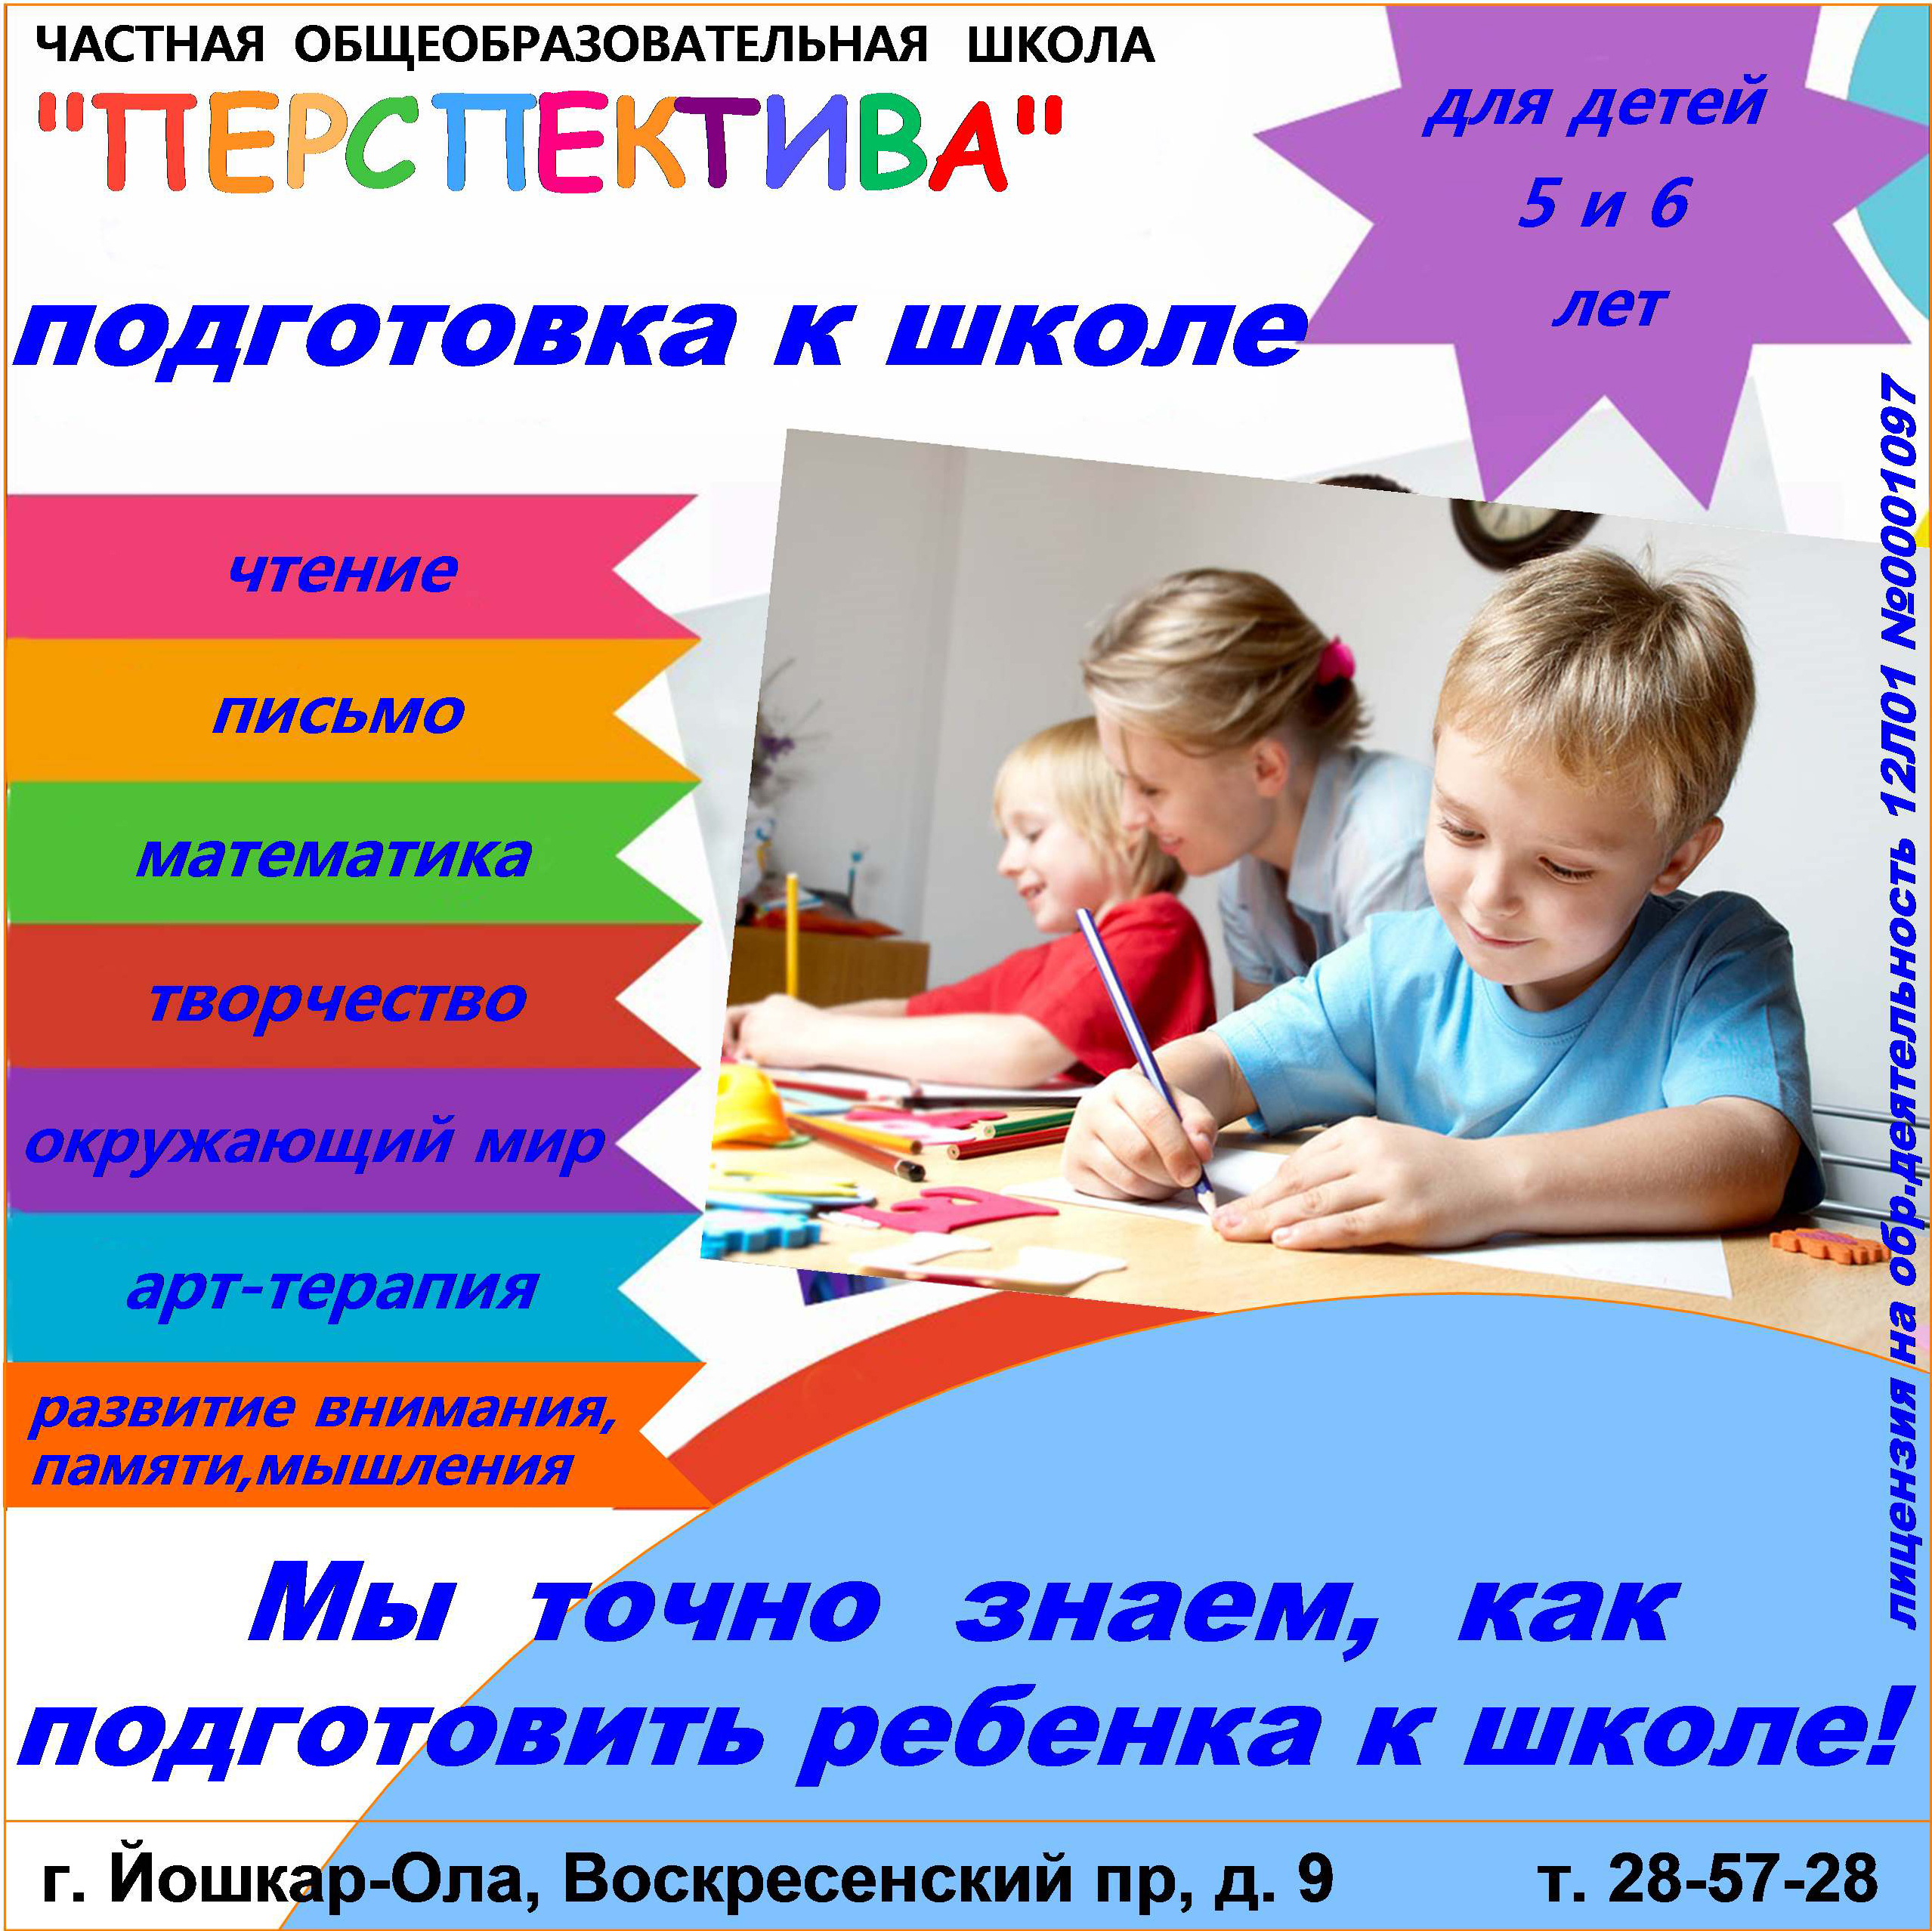 ЧАСТНАЯ ОБЩЕОБРАЗОВАТЕЛЬНАЯ ШКОЛА
"ПЕРСПЕКТИВА"
для детей
5 и 6
лет
подготовка к школе
чтение
письмо
математика
творчество
окружающий мир
арт-терапия
развитие внимания,
памяти,мышления
лицензия на обр.деятельность 12Л01 №0001097
Мы точно знаем, как
подготовить ребенка к школе!
г. Йошкар-Ола, Воскресенский пр, д. 9 т. 28-57-28